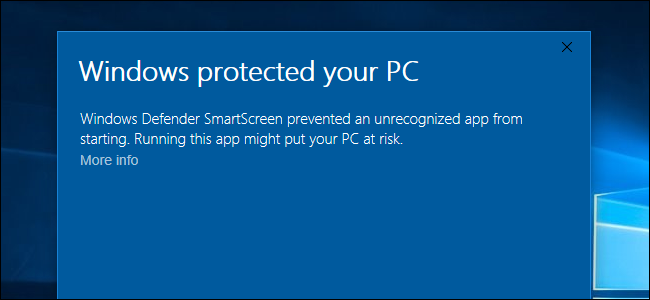 Windows protected your PC
Windows Defender SmartScreen prevented an unrecognized app from
starting. Running this app might put your PC at risk.
More info